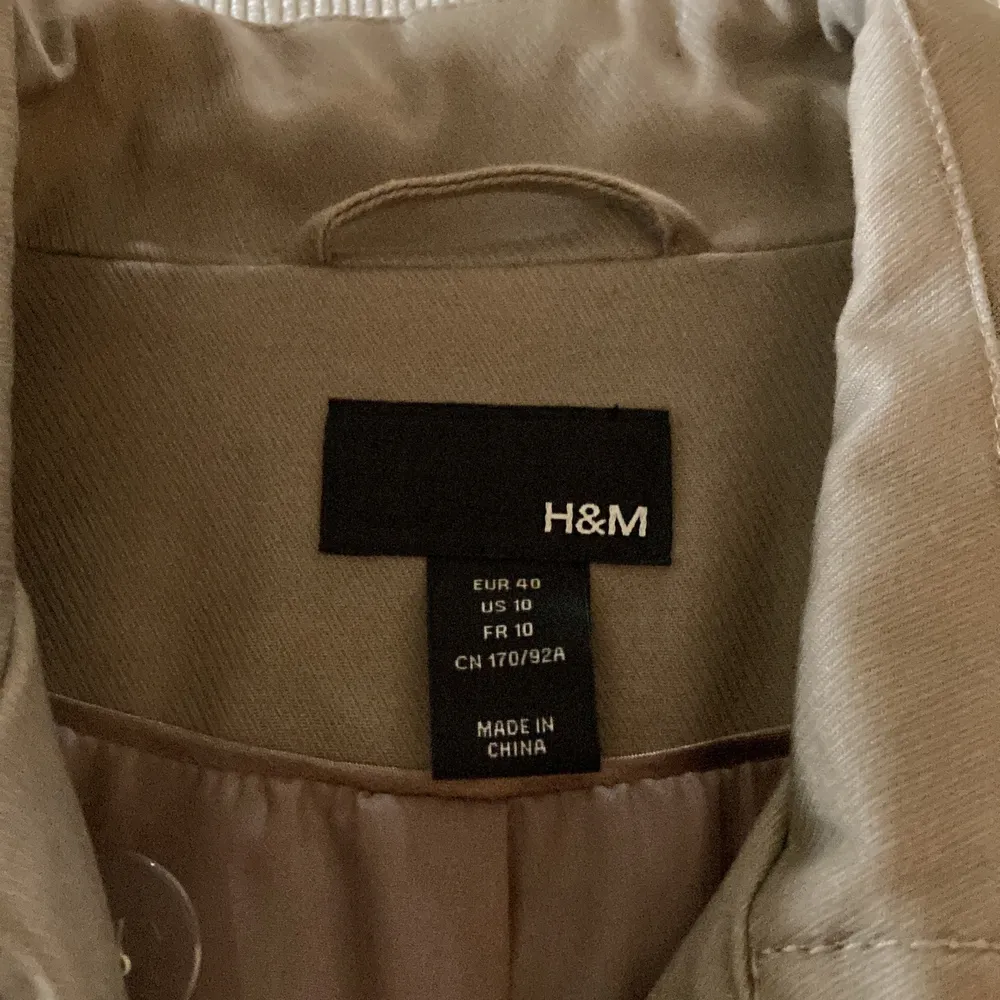 H&M
EUR 40
US 10
FR 10
CN 170/92A
MADE IN
CHINA